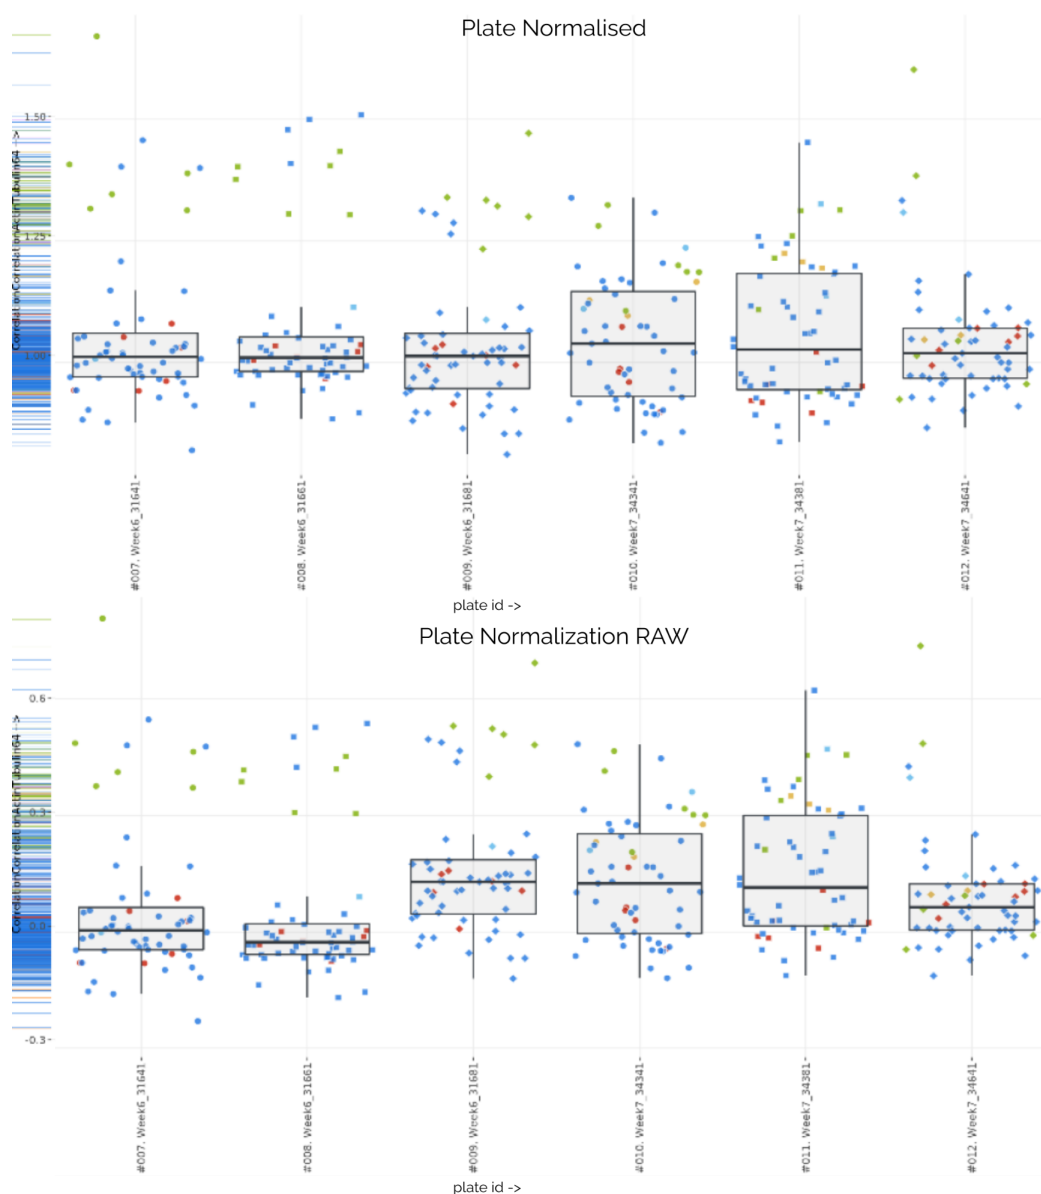 Plate Normalised
1.50
1.25
1.00
CorrelationCorrelationActinTubulin64 -->
#007. Week6_31641
#008. Week6_31661
#009. Week6_31681
#010. Week7_34341
#011. Week7_34381
#012. Week7_34641
plate id ->
Plate Normalization RAW
0.6
0.3
0.0
-0.3
CorrelationCorrelationActinTubulin64 -->
#007. Week6_31641
#008. Week6_31661
#009. Week6_31681
#010. Week7_34341
#011. Week7_34381
#012. Week7_34641
plate id ->